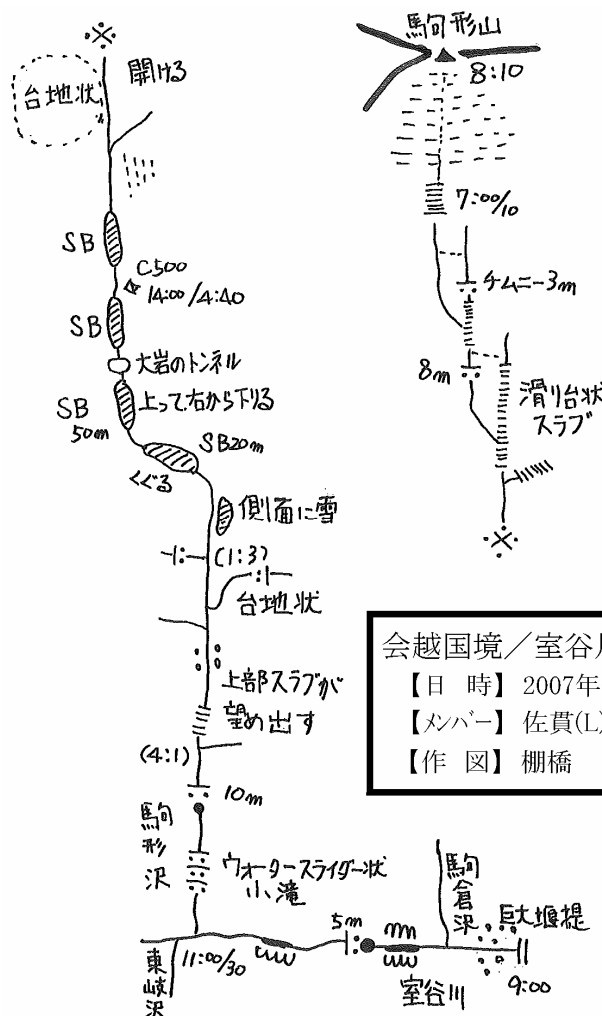 開ける
台地状
SB
C500
14:00/4:40
SB
大岩のトンネル
SB
50m
上って右から下りる
SB20m
くぐる
側面に雪
(1:3)
台地状
上部スラブが
望め出す
(4:1)
10m
駒形沢
ウォータースライダー状
小滝
東岐沢
11:00/30
5m
駒倉沢
室谷川
巨大堰提
9:00
駒形山
8:10
7:00/10
チムニー3m
8m
滑り台状
スラブ
会越国境／室谷川
【日　時】 2007年
【メンバー】 佐貫(L)
【作　図】 棚橋